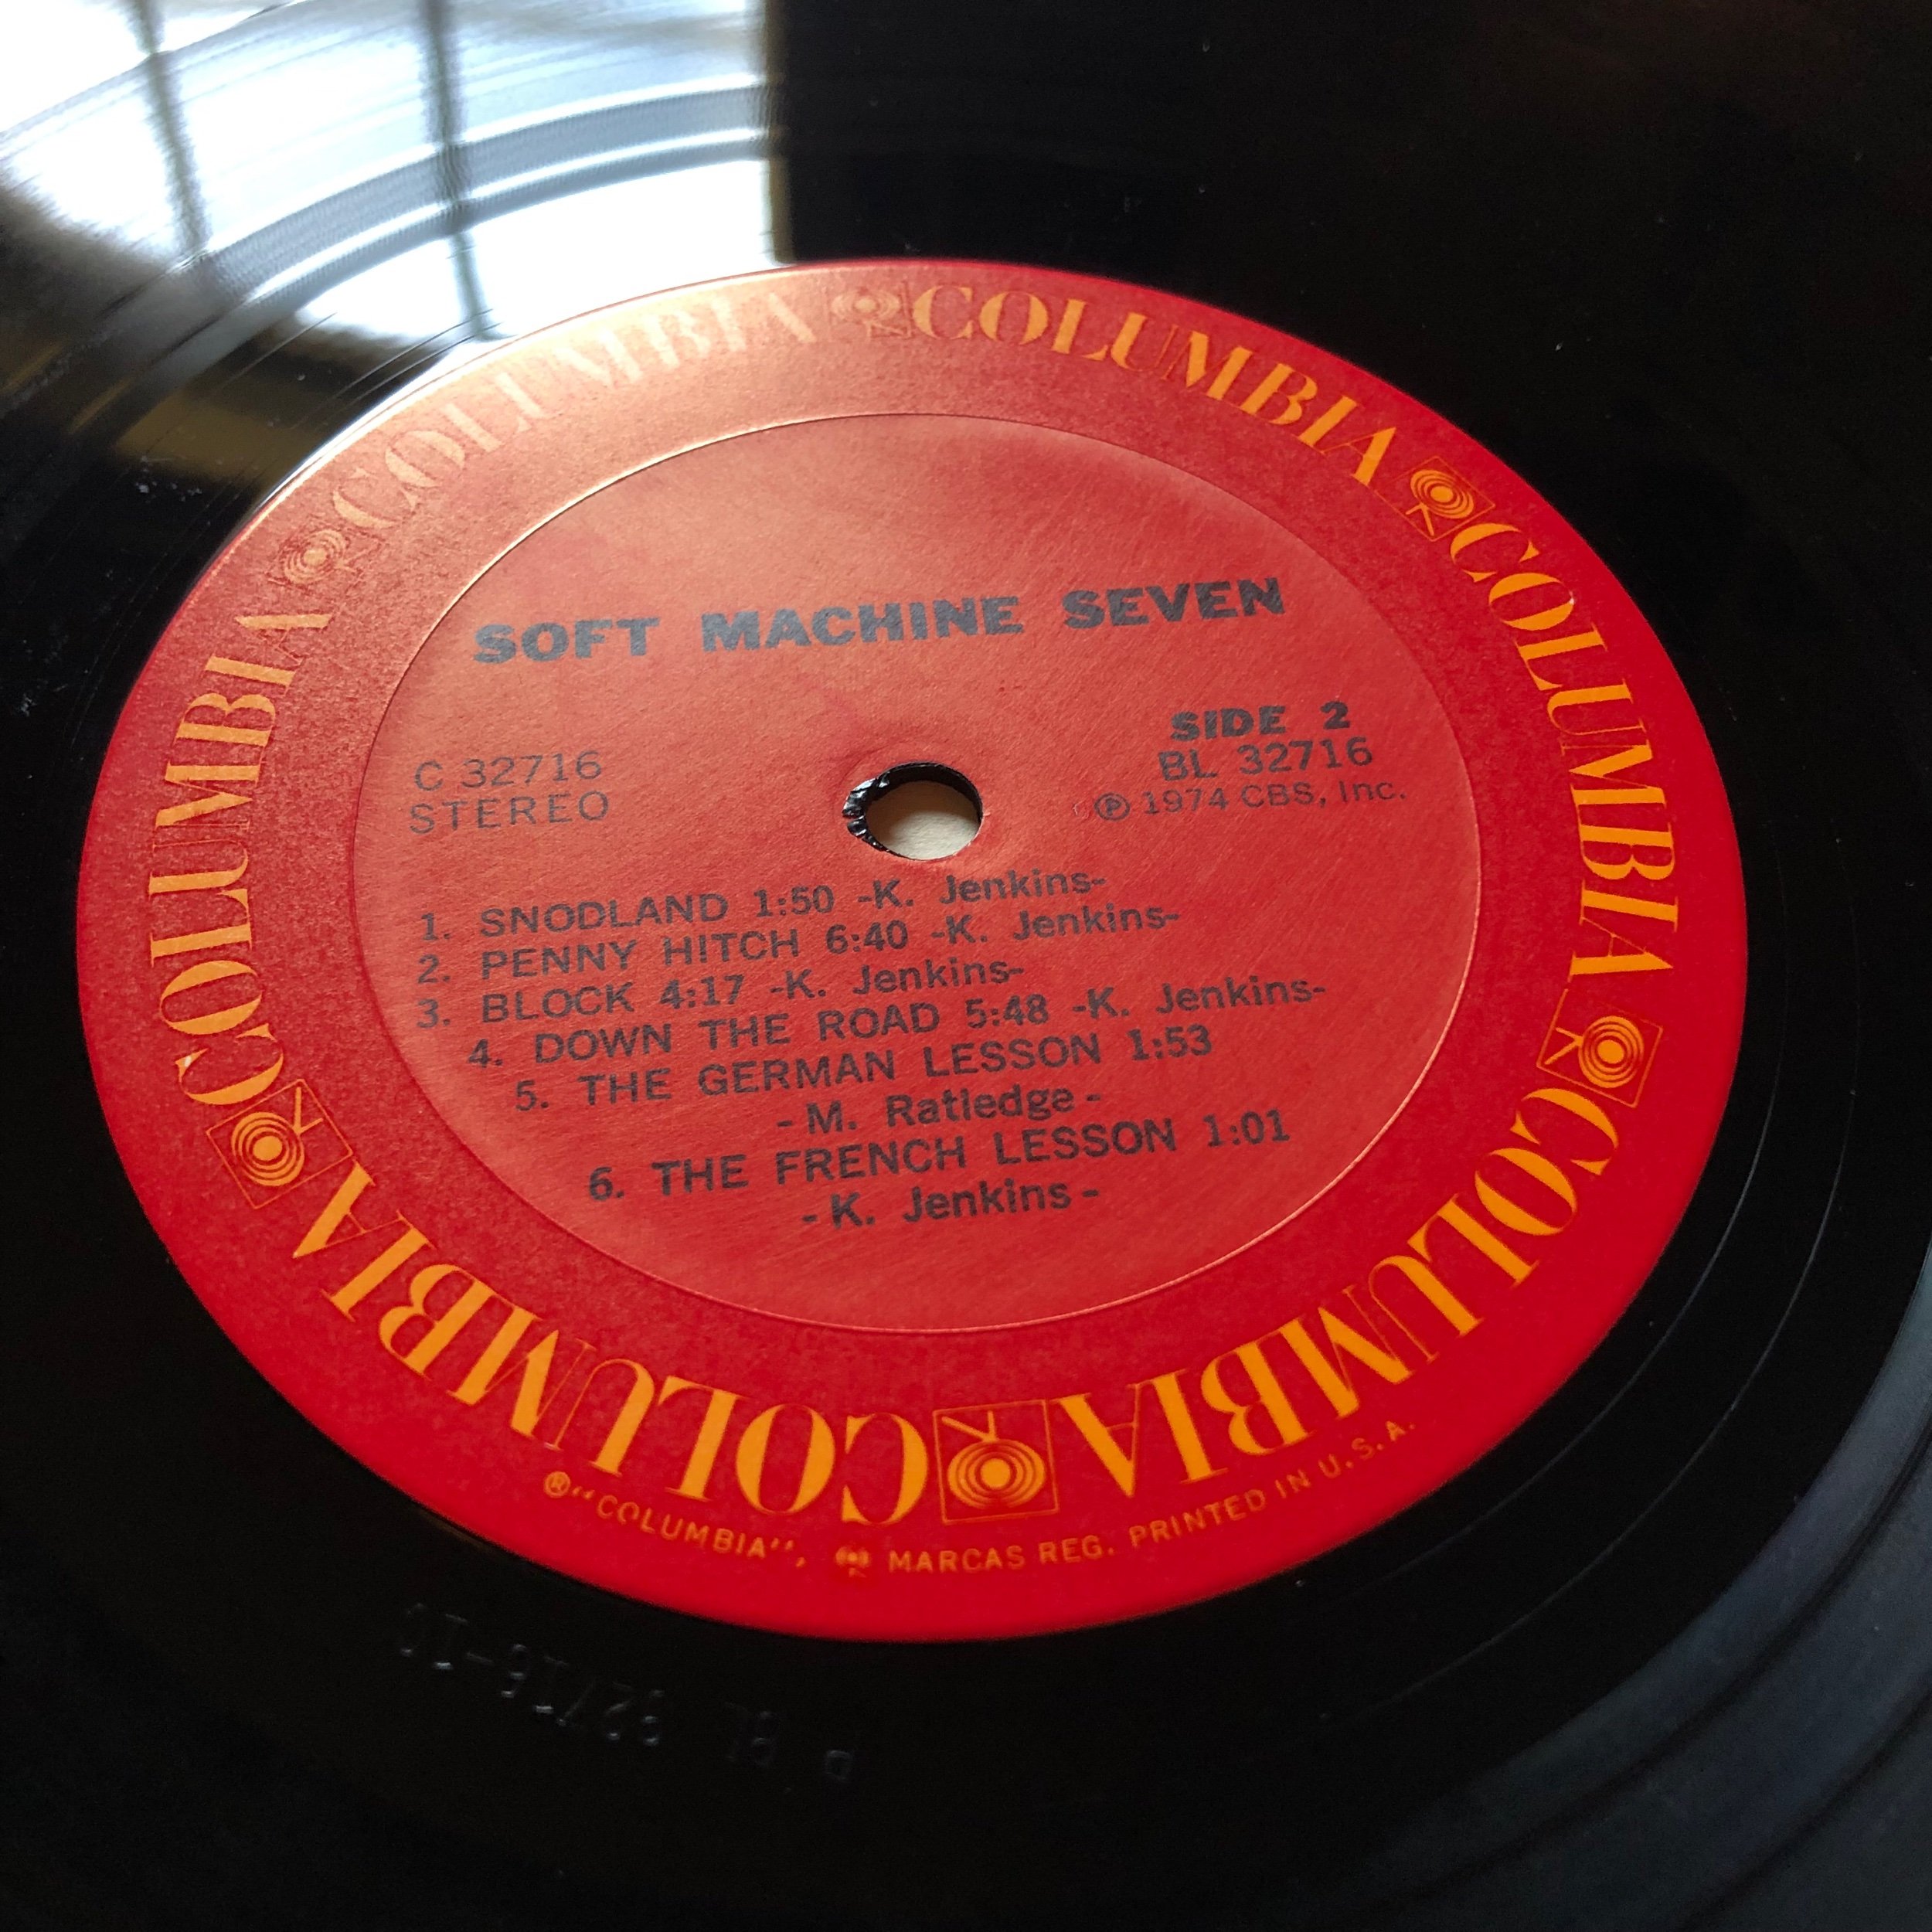 COLUMBIA COLUMBIA COLUMBIA COLUMBIA COLUMBIA COLUMBIA
SOFT MACHINE SEVEN
SIDE 2
C 32716
BL 32716
STEREO
℗ 1974 CBS, Inc.
1. SNODLAND 1:50 -K. Jenkins-
2. PENNY HITCH 6:40 -K. Jenkins-
3. BLOCK 4:17 -K. Jenkins-
4. DOWN THE ROAD 5:48 -K. Jenkins-
5. THE GERMAN LESSON 1:53
- M. Ratledge -
6. THE FRENCH LESSON 1:01
- K. Jenkins -
®"COLUMBIA", MARCAS REG. PRINTED IN U.S.A.